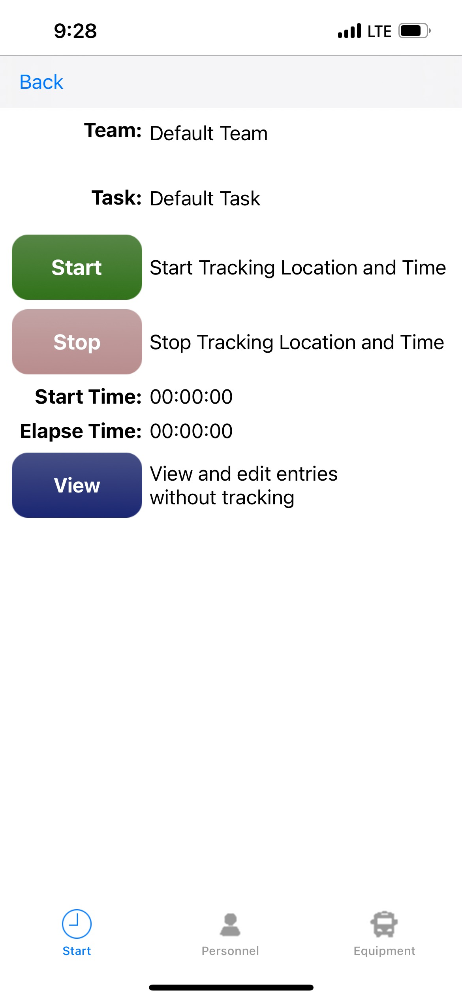 9:28 LTE
Back
Team: Default Team
Task: Default Task
Start Start Tracking Location and Time
Stop Stop Tracking Location and Time
Start Time: 00:00:00
Elapse Time: 00:00:00
View View and edit entries
without tracking
Start Personnel Equipment